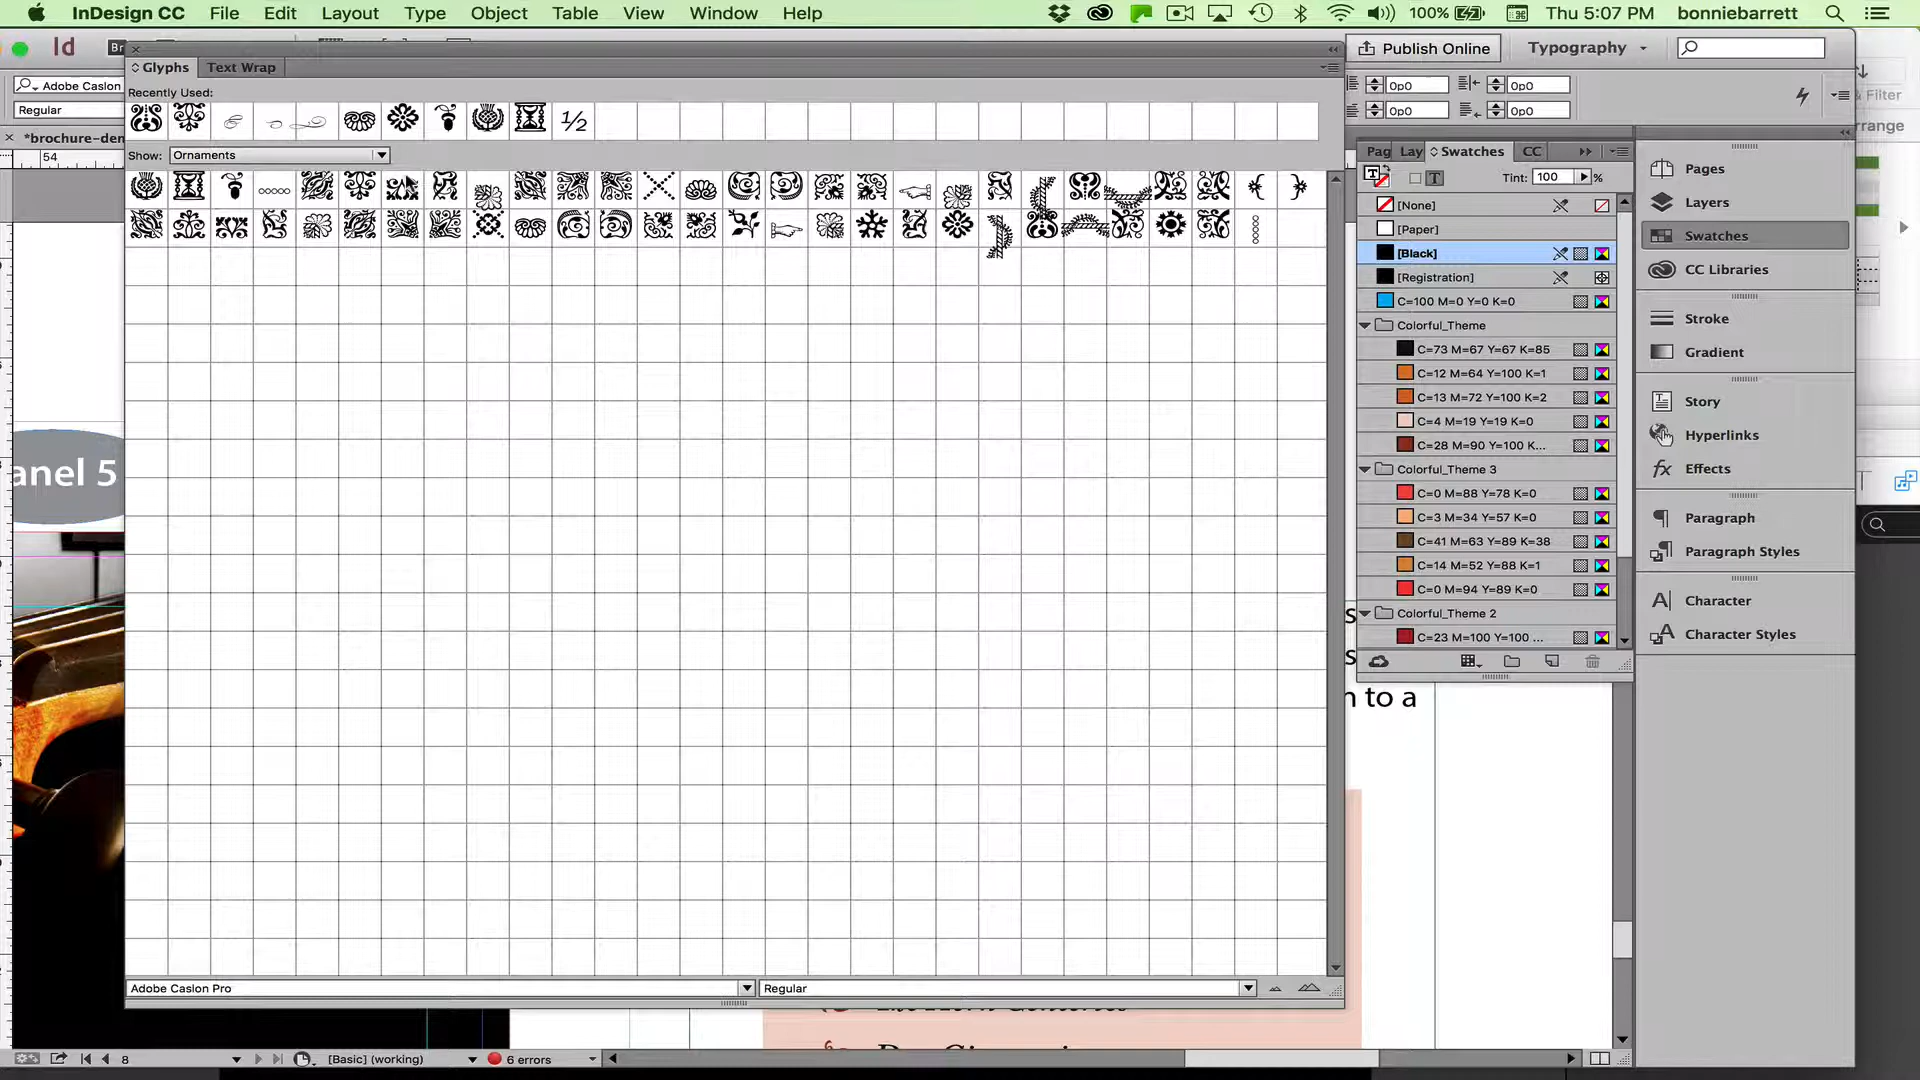 InDesign CC File Edit Layout Type Object Table View Window Help 100% Thu 5:07 PM bonniebarrett
Id Br Publish Online Typography
Glyphs Text Wrap
Adobe Caslon 0p0 0p0
Recently Used: & Filter
Regular 0p0 0p0
½ rrange
*brochure-den
54 Show: Ornaments Pag Lay Swatches CC
Pages
Tint: 100 %
[None] Layers
[Paper] Swatches
[Black]
[Registration] CC Libraries
C=100 M=0 Y=0 K=0
Colorful_Theme Stroke
C=73 M=67 Y=67 K=85 Gradient
C=12 M=64 Y=100 K=1
C=13 M=72 Y=100 K=2 Story
C=4 M=19 Y=19 K=0 Hyperlinks
C=28 M=90 Y=100 K...
Colorful_Theme 3 Effects
anel 5
C=0 M=88 Y=78 K=0
C=3 M=34 Y=57 K=0 Paragraph
C=41 M=63 Y=89 K=38 Paragraph Styles
C=14 M=52 Y=88 K=1
C=0 M=94 Y=89 K=0 Character
Colorful_Theme 2
C=23 M=100 Y=100 ... Character Styles
s
s
n to a
Adobe Caslon Pro Regular
8 [Basic] (working) 6 errors